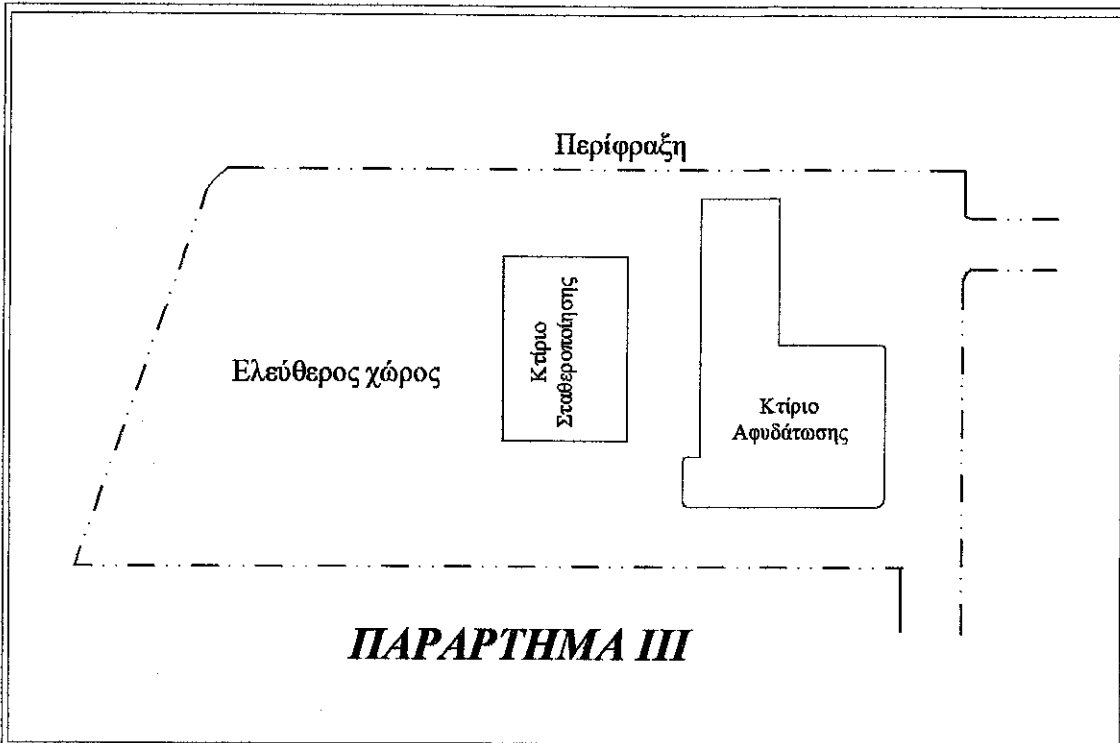 Περίφραξη
Ελεύθερος χώρος
Κτίριο
Σταθεροποίησης
Κτίριο
Αφυδάτωσης
ΠΑΡΑΡΤΗΜΑ III